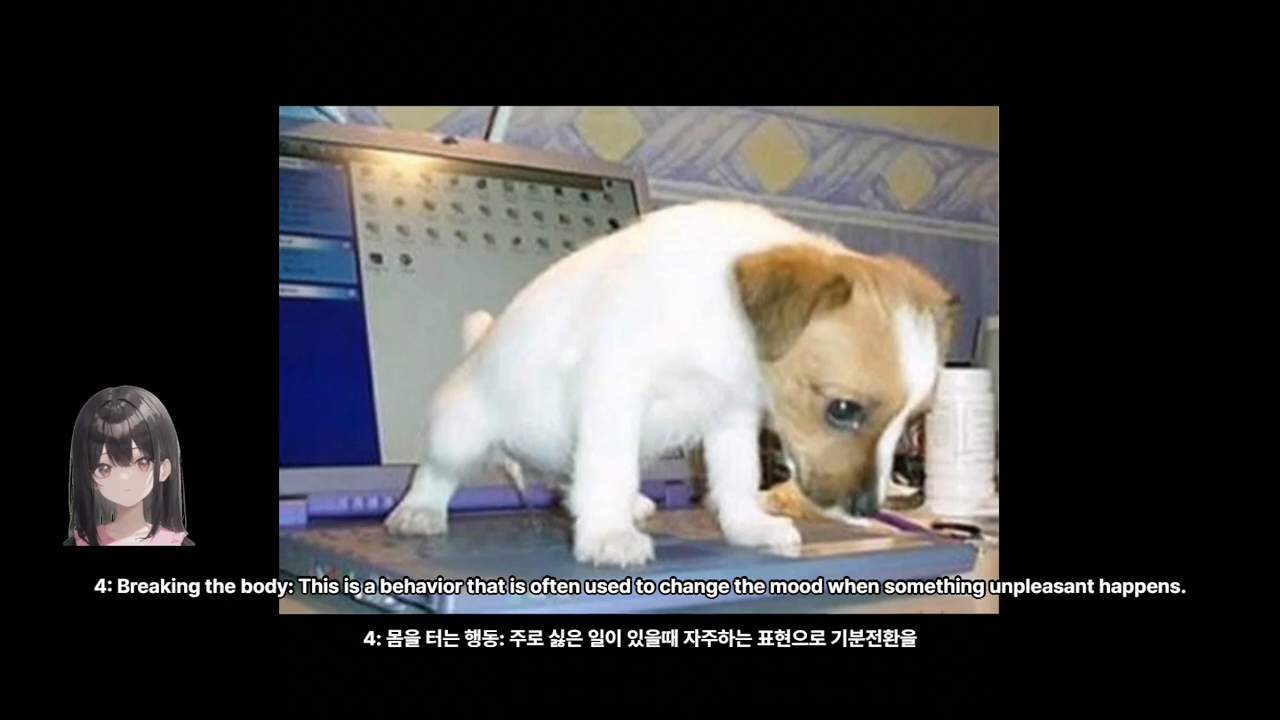 4: Breaking the body: This is a behavior that is often used to change the mood when something unpleasant happens.
4: 몸을 터는 행동: 주로 싫은 일이 있을때 자주하는 표현으로 기분전환을